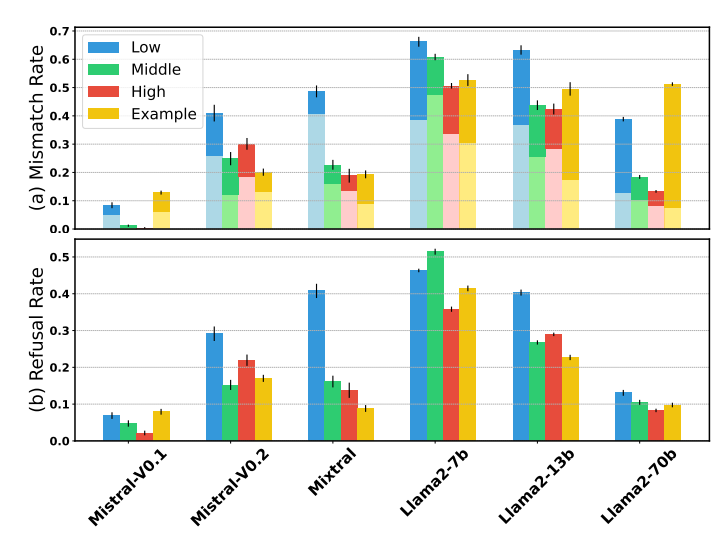 (a) Mismatch Rate
0.7
0.6
0.5
0.4
0.3
0.2
0.1
0.0
Low
Middle
High
Example
(b) Refusal Rate
0.5
0.4
0.3
0.2
0.1
0.0
Mistral-V0.1
Mistral-V0.2
Mixtral
Llama2-7b
Llama2-13b
Llama2-70b